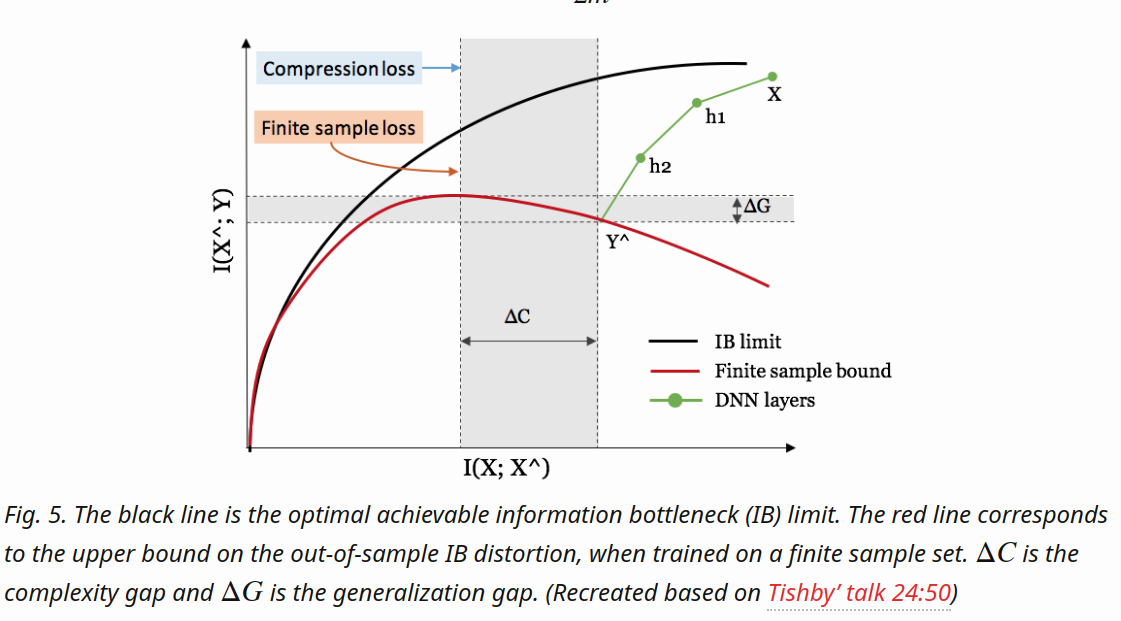 Compression loss
X
h1
Finite sample loss
h2
ΔG
I(X^; Y)
Y^
ΔC
IB limit
Finite sample bound
DNN layers
I(X; X^)
Fig. 5. The black line is the optimal achievable information bottleneck (IB) limit. The red line corresponds
to the upper bound on the out-of-sample IB distortion, when trained on a finite sample set. ΔC is the
complexity gap and ΔG is the generalization gap. (Recreated based on Tishby’ talk 24:50)